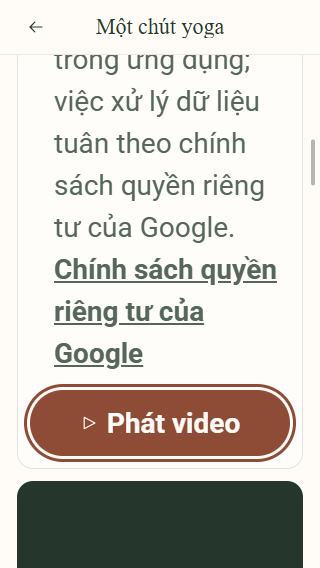 Một chút yoga
trong ứng dụng;
việc xử lý dữ liệu
tuân theo chính
sách quyền riêng
tư của Google.
Chính sách quyền
riêng tư của
Google
Phát video